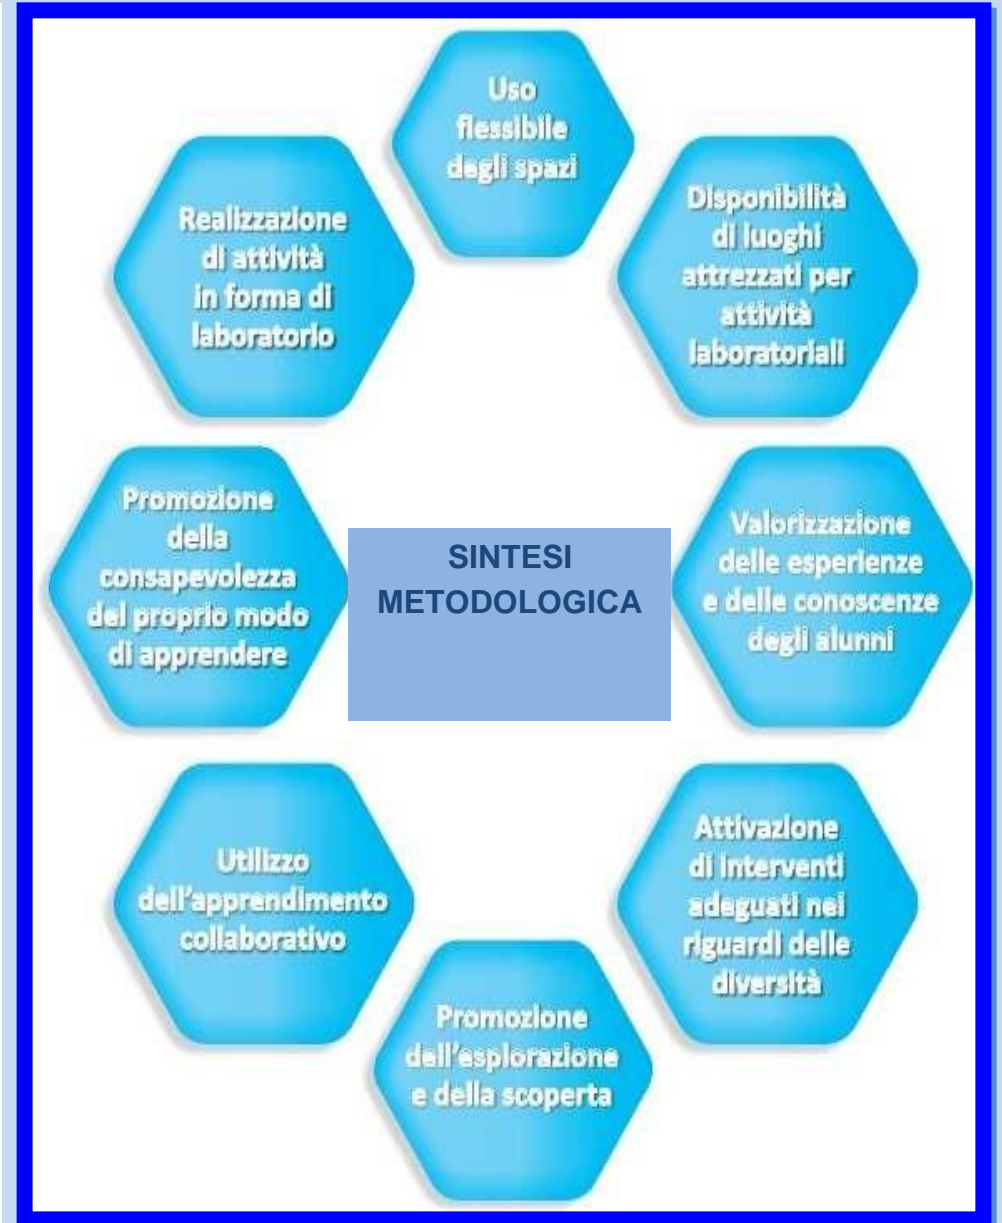 Uso
flessibile
degli spazi
Disponibilità
di luoghi
attrezzati per
attività
laboratoriali
Valorizzazione
delle esperienze
e delle conoscenze
degli alunni
Attivazione
di interventi
adeguati nei
riguardi delle
diversità
Promozione
dell'esplorazione
e della scoperta
Utilizzo
dell'apprendimento
collaborativo
Promozione
della
consapevolezza
del proprio modo
di apprendere
Realizzazione
di attività
in forma di
laboratorio
SINTESI
METODOLOGICA